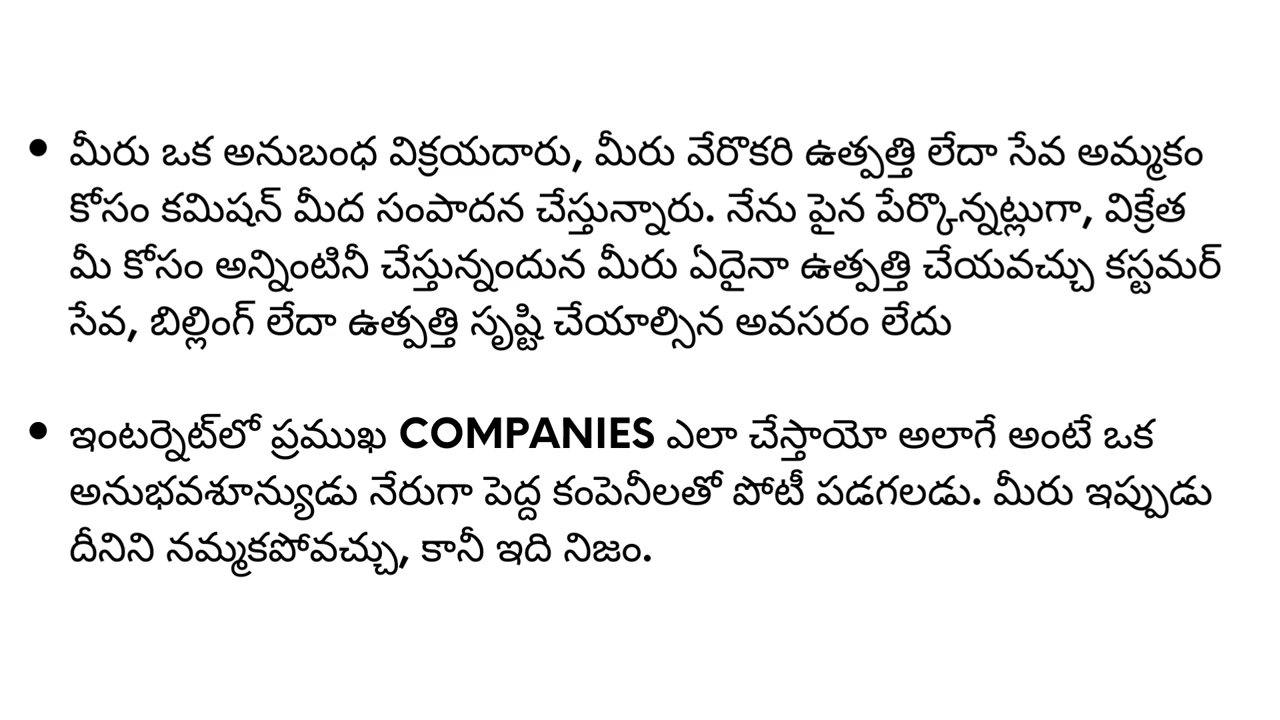 • మీరు ఒక అనుబంధ విక్రయదారు, మీరు వేరొకరి ఉత్పత్తి లేదా సేవ అమ్మకం
కోసం కమిషన్ మీద సంపాదన చేస్తున్నారు. నేను పైన పేర్కొన్నట్లుగా, విక్రేత
మీ కోసం అన్నింటినీ చేస్తున్నందున మీరు ఏదైనా ఉత్పత్తి చేయవచ్చు కస్టమర్
సేవ, బిల్లింగ్ లేదా ఉత్పత్తి సృష్టి చేయాల్సిన అవసరం లేదు
• ఇంటర్నెట్‌లో ప్రముఖ COMPANIES ఎలా చేస్తాయో అలాగే అంటే ఒక
అనుభవశూన్యుడు నేరుగా పెద్ద కంపెనీలతో పోటీ పడగలడు. మీరు ఇప్పుడు
దీనిని నమ్మకపోవచ్చు, కానీ ఇది నిజం.